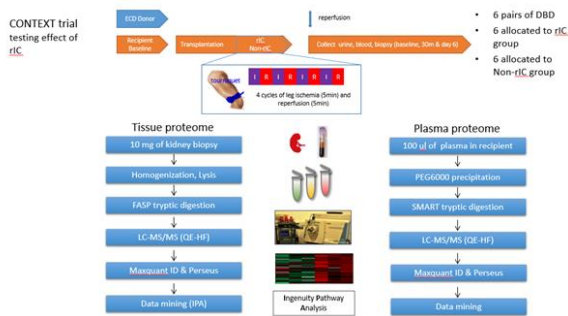 CONTEXT trial
testing effect of
rIC
ECD Donor
reperfusion
Recipient
Baseline
Transplantation
rIC
Non-rIC
Collect urine, blood, biopsy (baseline, 30m & day 6)
• 6 pairs of DBD
• 6 allocated to rIC
group
• 6 allocated to
Non-rIC group
tourniquet
I R I R I R I R
4 cycles of leg ischemia (5min) and
reperfusion (5min)
Tissue proteome
10 mg of kidney biopsy
Homogenization, Lysis
FASP tryptic digestion
LC-MS/MS (QE-HF)
Maxquant ID & Perseus
Data mining (IPA)
Ingenuity Pathway
Analysis
Plasma proteome
100 ul of plasma in recipient
PEG6000 precipitation
SMART tryptic digestion
LC-MS/MS (QE-HF)
Maxquant ID & Perseus
Data mining